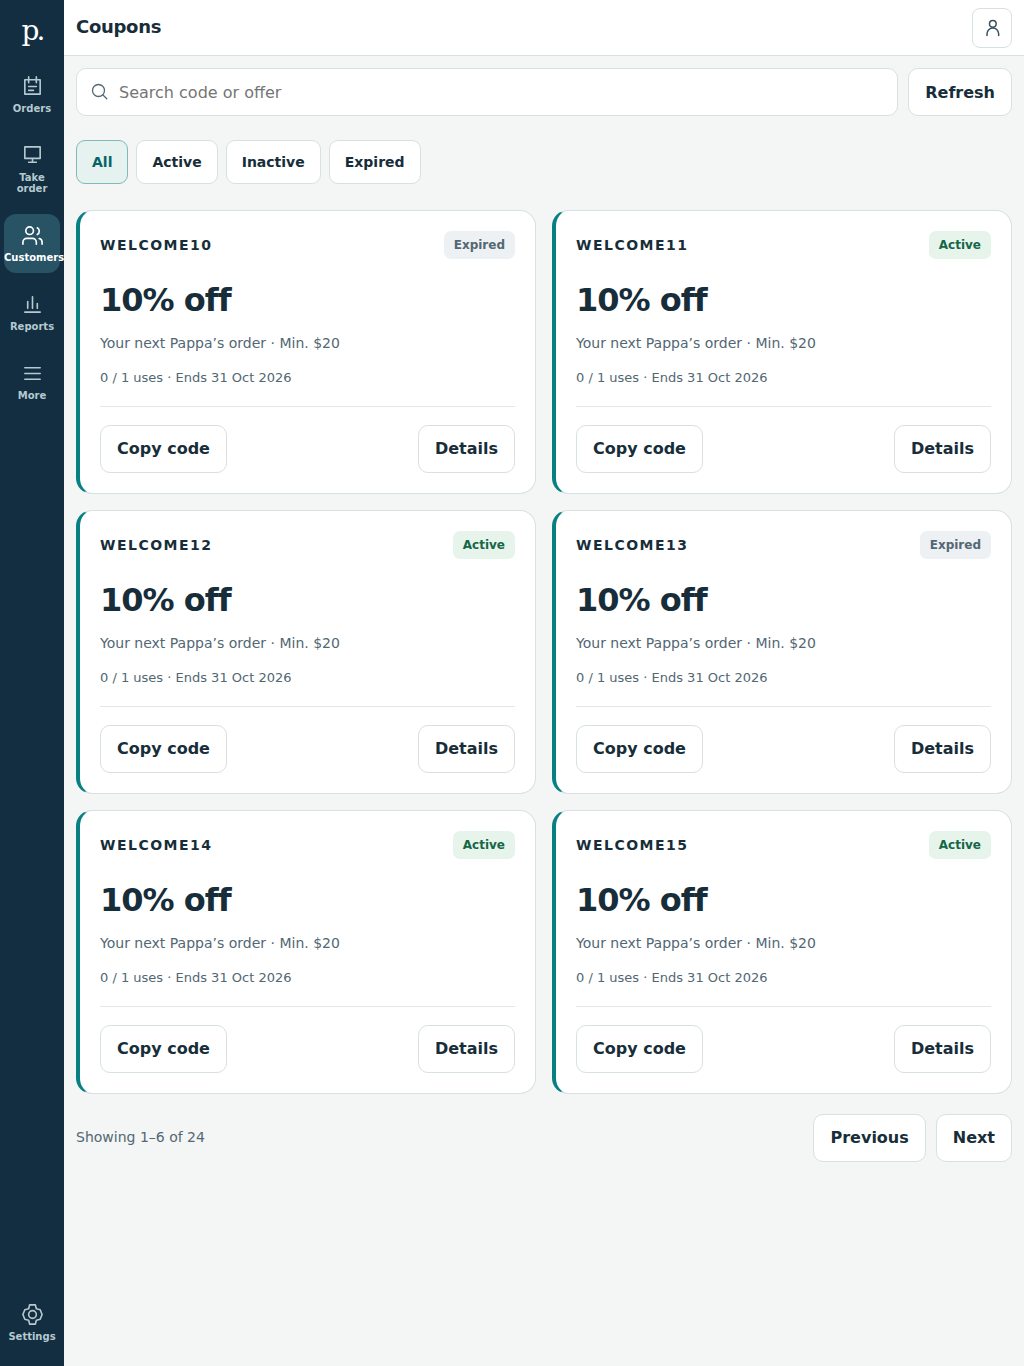 p.
Orders
Take
order
Customers
Reports
More
Settings
Coupons
Search code or offer
Refresh
All
Active
Inactive
Expired
WELCOME10
Expired
10% off
Your next Pappa’s order · Min. $20
0 / 1 uses · Ends 31 Oct 2026
Copy code
Details
WELCOME11
Active
10% off
Your next Pappa’s order · Min. $20
0 / 1 uses · Ends 31 Oct 2026
Copy code
Details
WELCOME12
Active
10% off
Your next Pappa’s order · Min. $20
0 / 1 uses · Ends 31 Oct 2026
Copy code
Details
WELCOME13
Expired
10% off
Your next Pappa’s order · Min. $20
0 / 1 uses · Ends 31 Oct 2026
Copy code
Details
WELCOME14
Active
10% off
Your next Pappa’s order · Min. $20
0 / 1 uses · Ends 31 Oct 2026
Copy code
Details
WELCOME15
Active
10% off
Your next Pappa’s order · Min. $20
0 / 1 uses · Ends 31 Oct 2026
Copy code
Details
Showing 1–6 of 24
Previous
Next